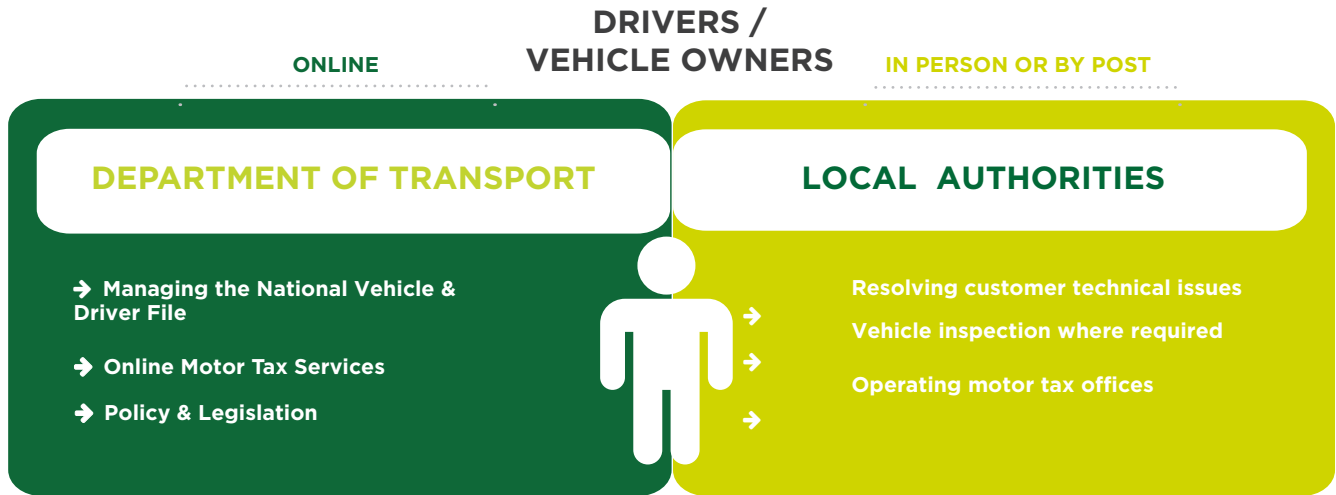 DRIVERS /
VEHICLE OWNERS
ONLINE
IN PERSON OR BY POST
DEPARTMENT OF TRANSPORT
→ Managing the National Vehicle &
Driver File
→ Online Motor Tax Services
→ Policy & Legislation
LOCAL AUTHORITIES
→ Resolving customer technical issues
→ Vehicle inspection where required
→ Operating motor tax offices